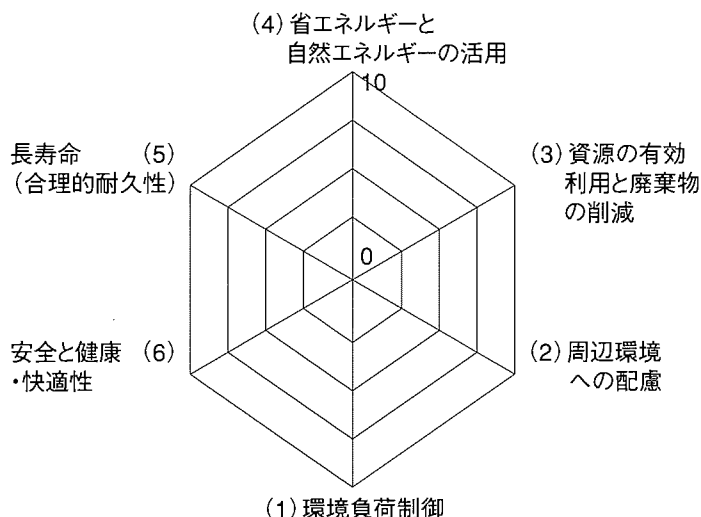 (4) 省エネルギーと
自然エネルギーの活用
10
長寿命 (5)
(合理的耐久性)
(3) 資源の有効
利用と廃棄物
の削減
0
安全と健康 (6)
・快適性
(2) 周辺環境
への配慮
(1) 環境負荷制御